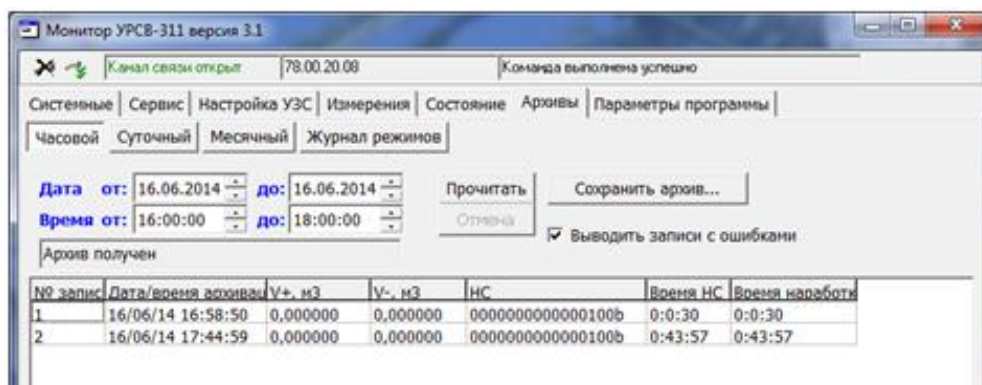 Монитор УРСВ-311 версия 3.1
Канал связи открыт 78.00.20.08 Команда выполнена успешно
Системные Сервис Настройка УЗС Измерения Состояние Архивы Параметры программы
Часовой Суточный Месячный Журнал режимов
Дата от: 16.06.2014 до: 16.06.2014 Прочитать Сохранить архив...
Время от: 16:00:00 до: 18:00:00 Отмена
Выводить записи с ошибками
Архив получен
№ запис Дата/время архивац V+, м3 V-, м3 НС Время НС Время наработк
1 16/06/14 16:58:50 0,000000 0,000000 0000000000000100b 0:0:30 0:0:30
2 16/06/14 17:44:59 0,000000 0,000000 0000000000000100b 0:43:57 0:43:57